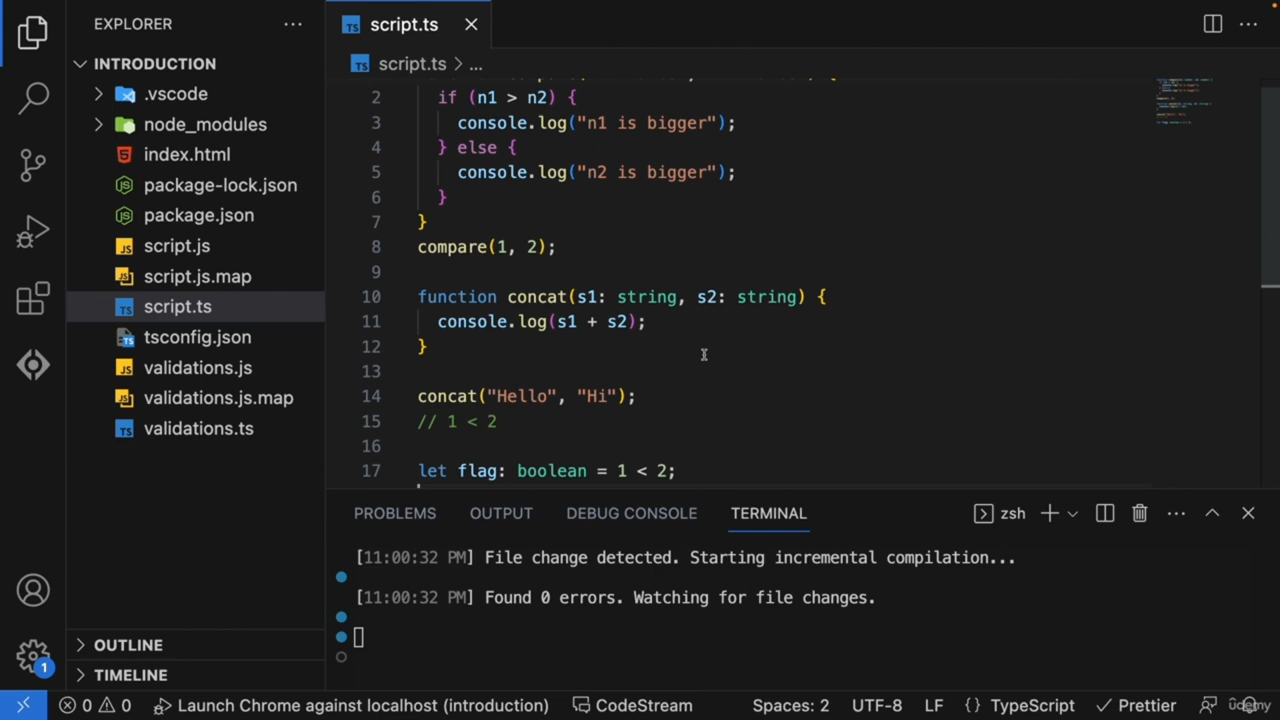 EXPLORER
INTRODUCTION
.vscode
node_modules
index.html
package-lock.json
package.json
script.js
script.js.map
script.ts
tsconfig.json
validations.js
validations.js.map
validations.ts
OUTLINE
TIMELINE
script.ts
script.ts > ...
2 if (n1 > n2) {
3 console.log("n1 is bigger");
4 } else {
5 console.log("n2 is bigger");
6 }
7 }
8 compare(1, 2);
9
10 function concat(s1: string, s2: string) {
11 console.log(s1 + s2);
12 }
13
14 concat("Hello", "Hi");
15 // 1 < 2
16
17 let flag: boolean = 1 < 2;
PROBLEMS OUTPUT DEBUG CONSOLE TERMINAL zsh
[11:00:32 PM] File change detected. Starting incremental compilation...
[11:00:32 PM] Found 0 errors. Watching for file changes.
1
0 0 Launch Chrome against localhost (introduction) CodeStream Spaces: 2 UTF-8 LF {} TypeScript Prettier
udemy